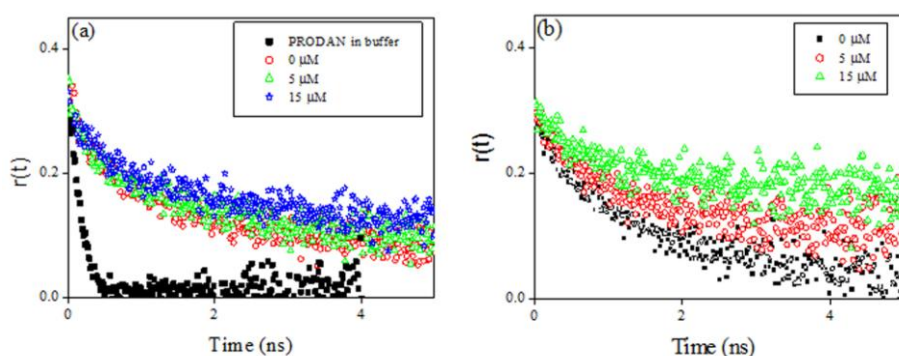 (a)
0.4
0.2
0.0
r(t)
PRODAN in buffer
0 μM
5 μM
15 μM
0
2
4
Time (ns)
(b)
0.4
0.2
0.0
r(t)
0 μM
5 μM
15 μM
0
2
4
Time (ns)